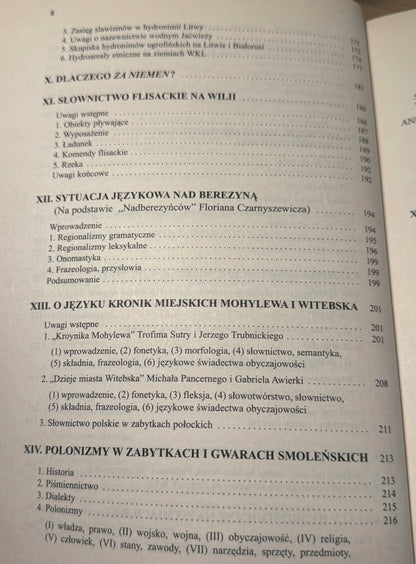 8
3. Zasięg slawizmów w hydronimii Litwy
4. Uwagi o nazewnictwie wodnym Jaćwieży 171
5. Skupiska hydronimów ugrofińskich na Litwie i Białorusi 173
6. Hydroareały etniczne na ziemiach WKL 174
177
X. DLACZEGO ZA NIEMEN? 181
XI. SŁOWNICTWO FLISACKIE NA WILII 186
Uwagi wstępne 186
1. Obiekty pływające 187
2. Wyposażenie 188
3. Ładunek 189
4. Komendy flisackie 190
5. Rzeka 192
Uwagi końcowe 192
XII. SYTUACJA JĘZYKOWA NAD BEREZYNĄ
(Na podstawie „Nadberezyńców” Floriana Czarnyszewicza) 194
Wprowadzenie 194
1. Regionalizmy gramatyczne 195
2. Regionalizmy leksykalne 196
3. Onomastyka 199
4. Frazeologia, przysłowia 199
Podsumowanie 199
XIII. O JĘZYKU KRONIK MIEJSKICH MOHYLEWA I WITEBSKA 201
Uwagi wstępne 201
1. „Kroynika Mohylewa” Trofima Surty i Jerzego Trubnickiego 201
(1) wprowadzenie, (2) fonetyka, (3) morfologia, (4) słownictwo, semantyka,
(5) składnia, frazeologia, (6) językowe świadectwa obyczajowości
2. „Dzieje miasta Witebska” Michała Pancernego i Gabriela Awierki 208
(1) wprowadzenie, (2) fonetyka, (3) fleksja, (4) słowotwórstwo, słownictwo,
(5) składnia, frazeologia, (6) językowe świadectwa obyczajowości
3. Słownictwo polskie w zabytkach połockich 211
XIV. POLONIZMY W ZABYTKACH I GWARACH SMOLEŃSKICH 213
1. Historia 213
2. Piśmiennictwo 214
3. Dialekty 215
4. Polonizmy 216
(I) władza, prawo, (II) wojsko, wojna, (III) obyczajowość, (IV) religia,
(V) człowiek, (VI) stany, zawody, (VII) narzędzia, sprzęty, przedmioty,